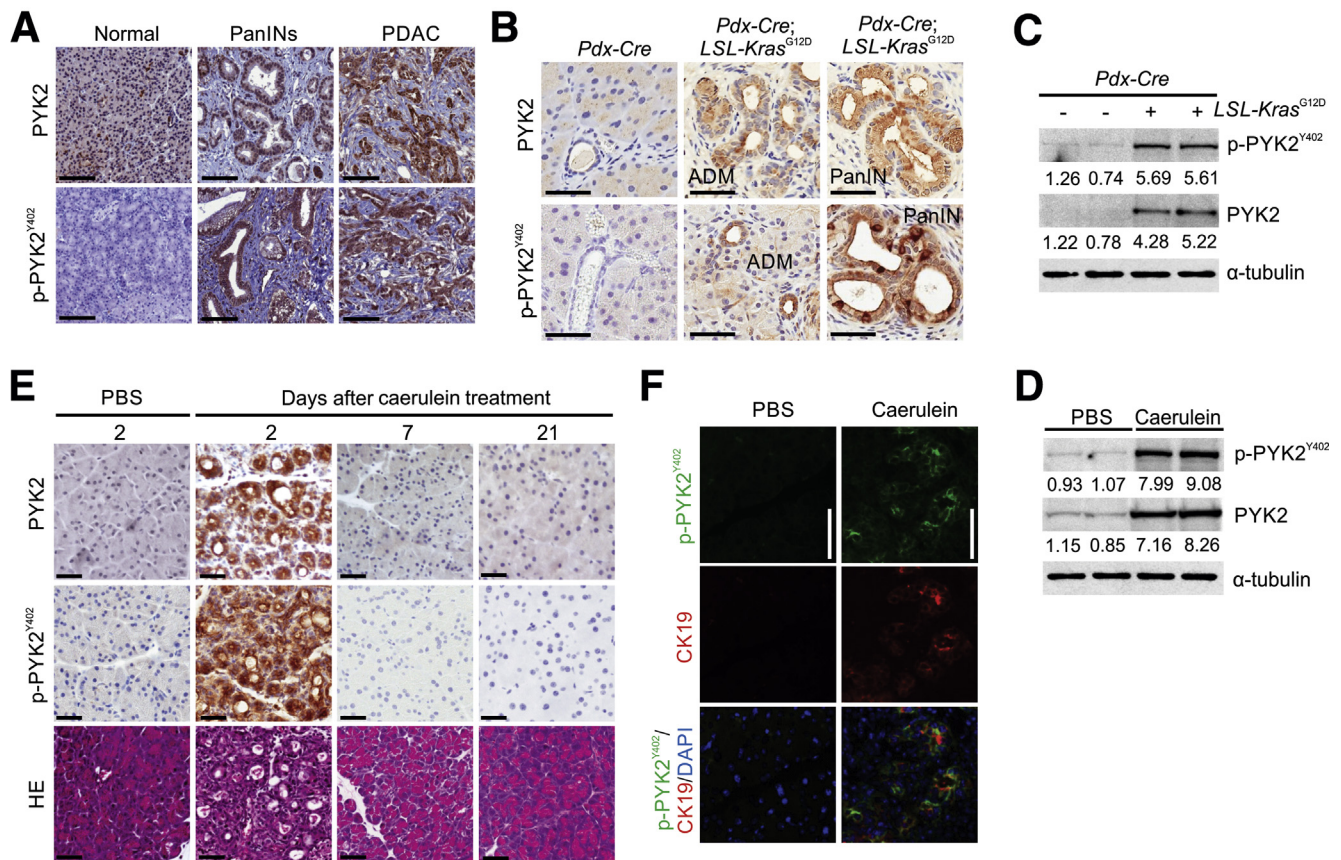 A
Normal PanINs PDAC
PYK2
p-PYK2Y402
B
Pdx-Cre
Pdx-Cre;
LSL-KrasG12D
Pdx-Cre;
LSL-KrasG12D
PYK2
ADM
PanIN
p-PYK2Y402
ADM
PanIN
C
Pdx-Cre
- - + + LSL-KrasG12D
p-PYK2Y402
1.26 0.74 5.69 5.61
PYK2
1.22 0.78 4.28 5.22
α-tubulin
D
PBS Caerulein
p-PYK2Y402
0.93 1.07 7.99 9.08
PYK2
1.15 0.85 7.16 8.26
α-tubulin
E
PBS Days after caerulein treatment
2 2 7 21
PYK2
p-PYK2Y402
HE
F
PBS Caerulein
p-PYK2Y402
CK19
p-PYK2Y402/
CK19/DAPI